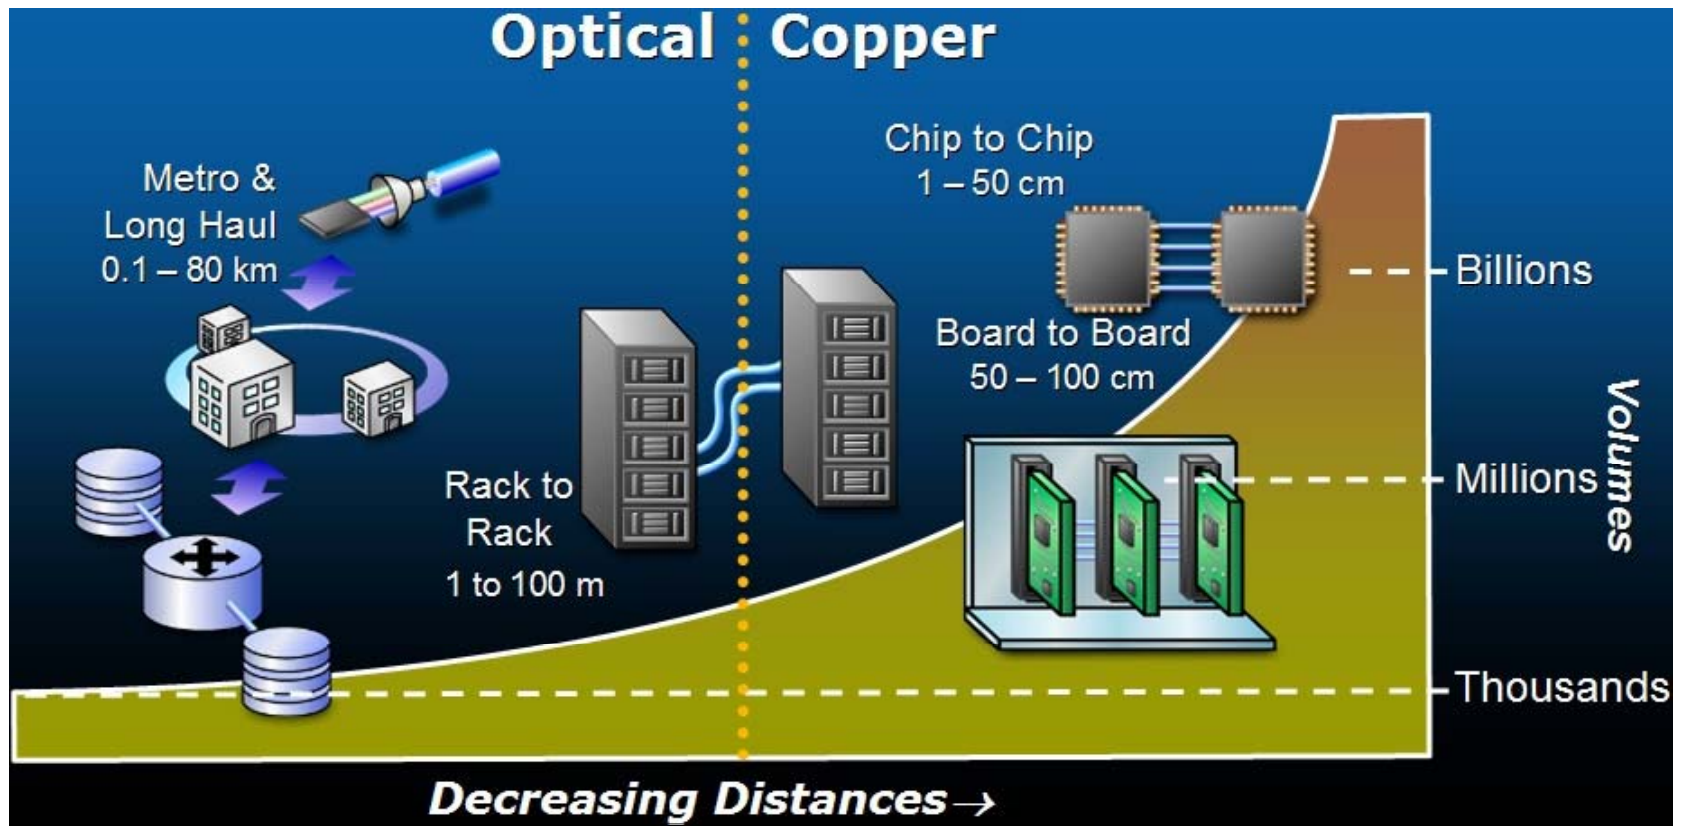 Optical
Copper
Metro &
Long Haul
0.1 – 80 km
Chip to Chip
1 – 50 cm
Board to Board
50 – 100 cm
Rack to
Rack
1 to 100 m
Billions
Millions
Thousands
Volumes
Decreasing Distances→